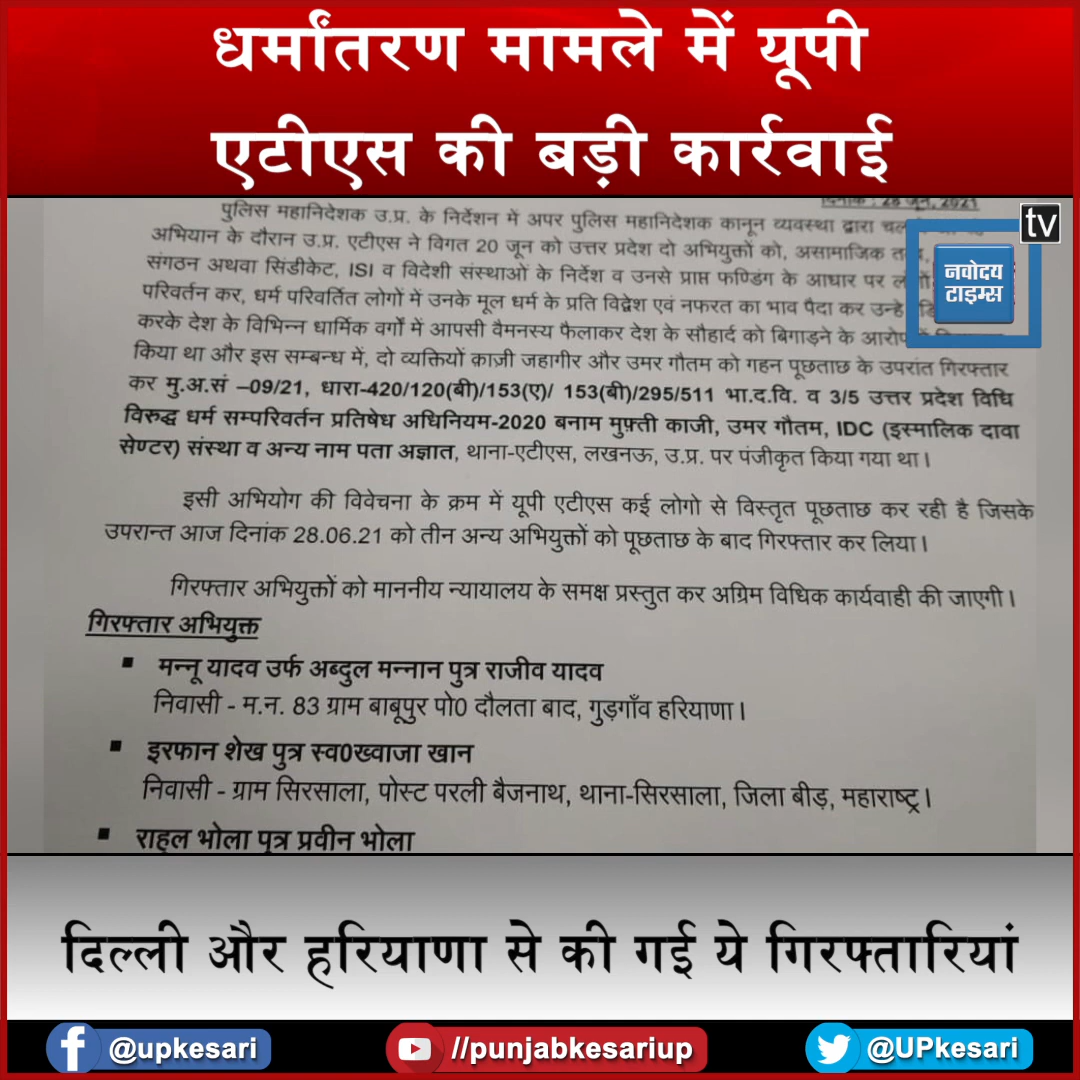 धर्मांतरण मामले में यूपी
एटीएस की बड़ी कार्रवाई
दिनांक : 28 जून, 2021
tv
नवोदय
टाइम्स
पुलिस महानिदेशक उ.प्र. के निर्देशन में अपर पुलिस महानिदेशक कानून व्यवस्था द्वारा
अभियान के दौरान उ.प्र. एटीएस ने विगत 20 जून को उत्तर प्रदेश दो अभियुक्तों को, असामाजिक
संगठन अथवा सिंडीकेट, ISI व विदेशी संस्थाओं के निर्देश व उनसे प्राप्त फण्डिंग के आधार पर
परिवर्तन कर, धर्म परिवर्तित लोगों में उनके मूल धर्म के प्रति विद्वेश एवं नफरत का भाव पैदा कर उन्हे
करके देश के विभिन्न धार्मिक वर्गों में आपसी वैमनस्य फैलाकर देश के सौहार्द को बिगाड़ने के
किया था और इस सम्बन्ध में, दो व्यक्तियों काज़ी जहागीर और उमर गौतम को गहन पूछताछ के उपरांत गिरफ्तार
कर मु.अ.सं –09/21, धारा-420/120(बी)/153(ए)/ 153(बी)/295/511 भा.द.वि. व 3/5 उत्तर प्रदेश विधि
विरुद्ध धर्म सम्परिवर्तन प्रतिषेध अधिनियम-2020 बनाम मुफ़्ती काजी, उमर गौतम, IDC (इस्मालिक दावा
सेण्टर) संस्था व अन्य नाम पता अज्ञात, थाना-एटीएस, लखनऊ, उ.प्र. पर पंजीकृत किया गया था।
इसी अभियोग की विवेचना के क्रम में यूपी एटीएस कई लोगो से विस्तृत पूछताछ कर रही है जिसके
उपरान्त आज दिनांक 28.06.21 को तीन अन्य अभियुक्तों को पूछताछ के बाद गिरफ्तार कर लिया।
गिरफ्तार अभियुक्तों को माननीय न्यायालय के समक्ष प्रस्तुत कर अग्रिम विधिक कार्यवाही की जाएगी।
गिरफ्तार अभियुक्त
▪ मन्नू यादव उर्फ अब्दुल मन्नान पुत्र राजीव यादव
निवासी - म.न. 83 ग्राम बाबूपुर पो0 दौलता बाद, गुड़गाँव हरियाणा।
▪ इरफान शेख पुत्र स्व0ख्वाजा खान
निवासी - ग्राम सिरसाला, पोस्ट परली बैजनाथ, थाना-सिरसाला, जिला बीड़, महाराष्ट्र।
▪ राहुल भोला पुत्र प्रवीन भोला
दिल्ली और हरियाणा से की गई ये गिरफ्तारियां
@upkesari
//punjabkesariup
@UPkesari